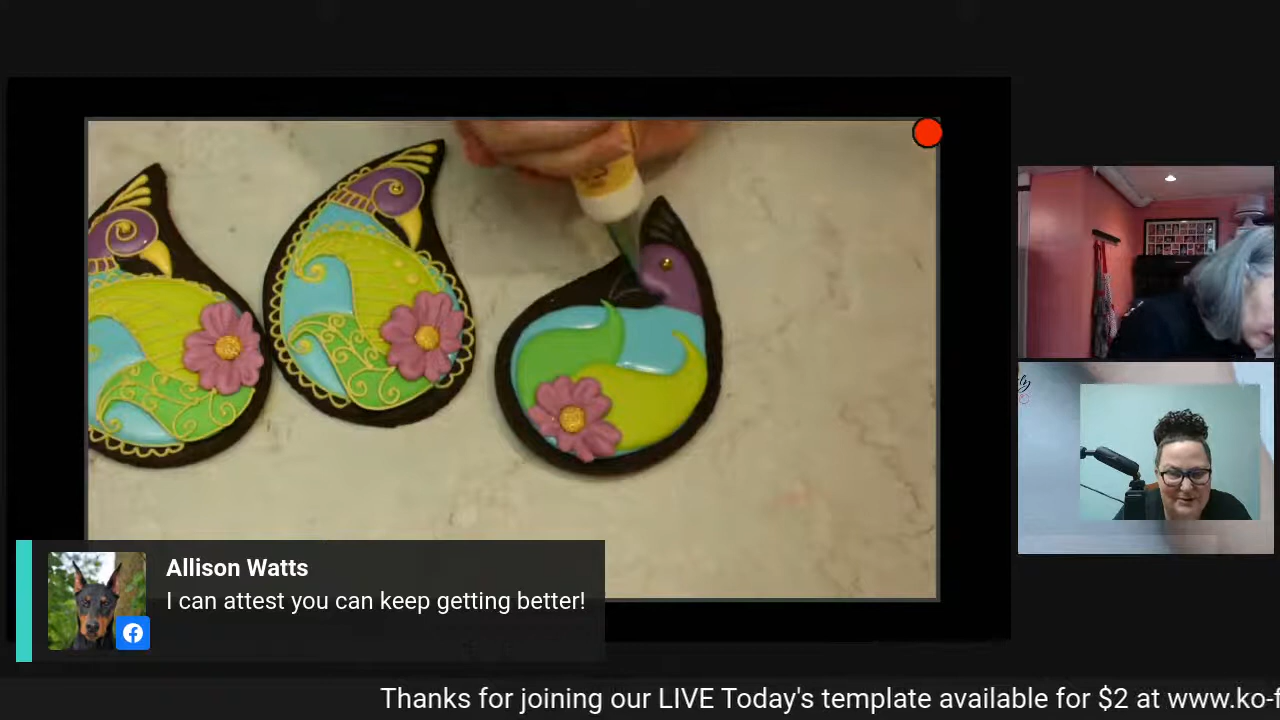 Allison Watts
I can attest you can keep getting better!
Thanks for joining our LIVE Today's template available for $2 at www.ko-f